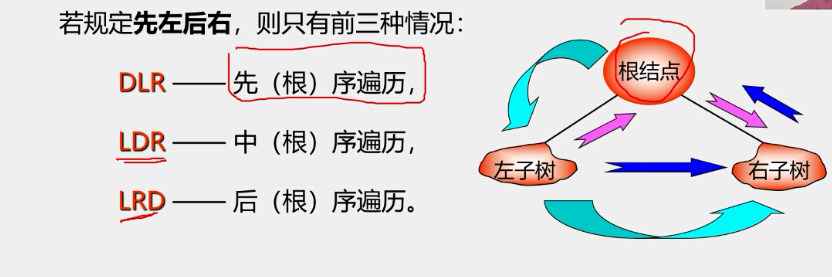 若规定先左后右，则只有前三种情况：
DLR —— 先（根）序遍历，
LDR —— 中（根）序遍历，
LRD —— 后（根）序遍历。
根结点
左子树
右子树